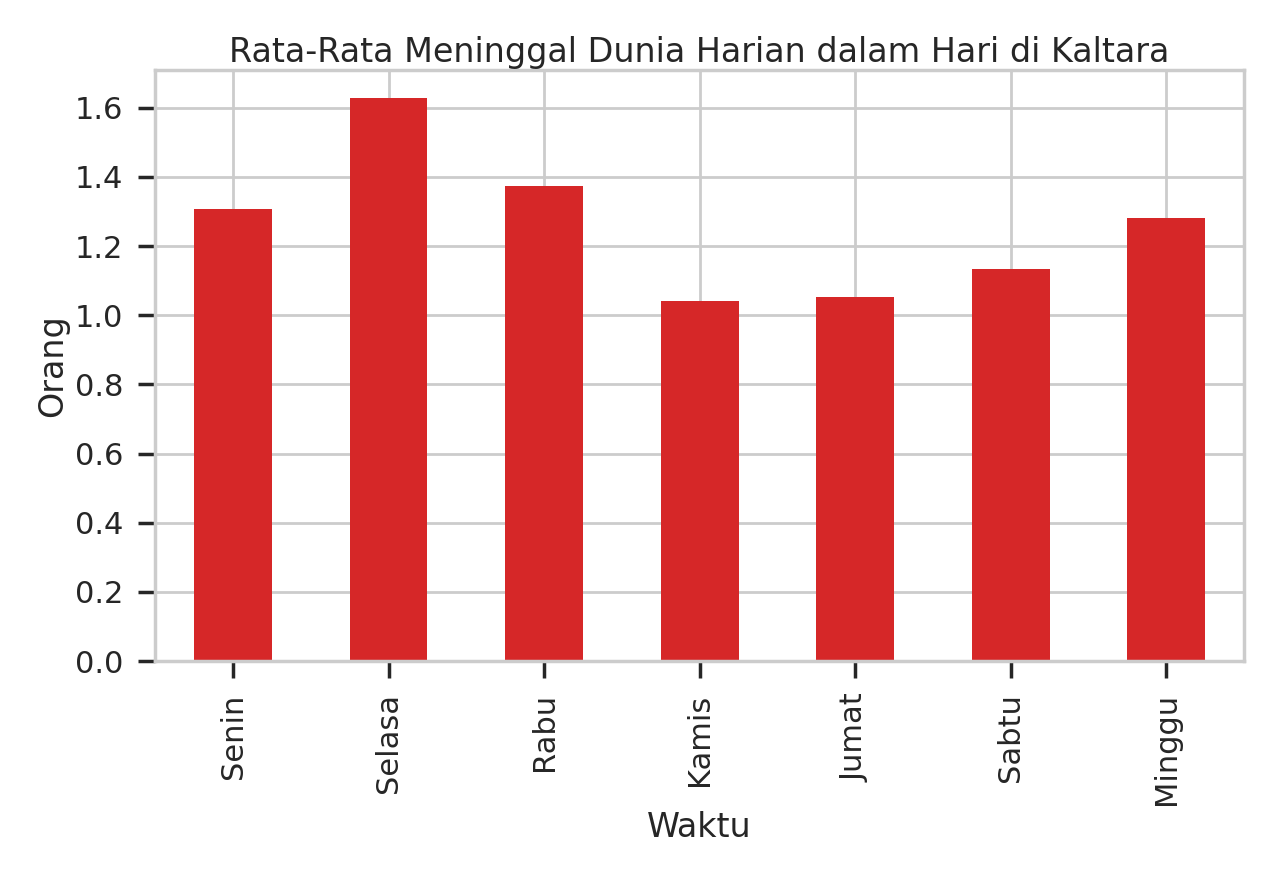 Rata-Rata Meninggal Dunia Harian dalam Hari di Kaltara
1.6
1.4
1.2
1.0
0.8
0.6
0.4
0.2
0.0
Orang
Senin
Selasa
Rabu
Kamis
Jumat
Sabtu
Minggu
Waktu